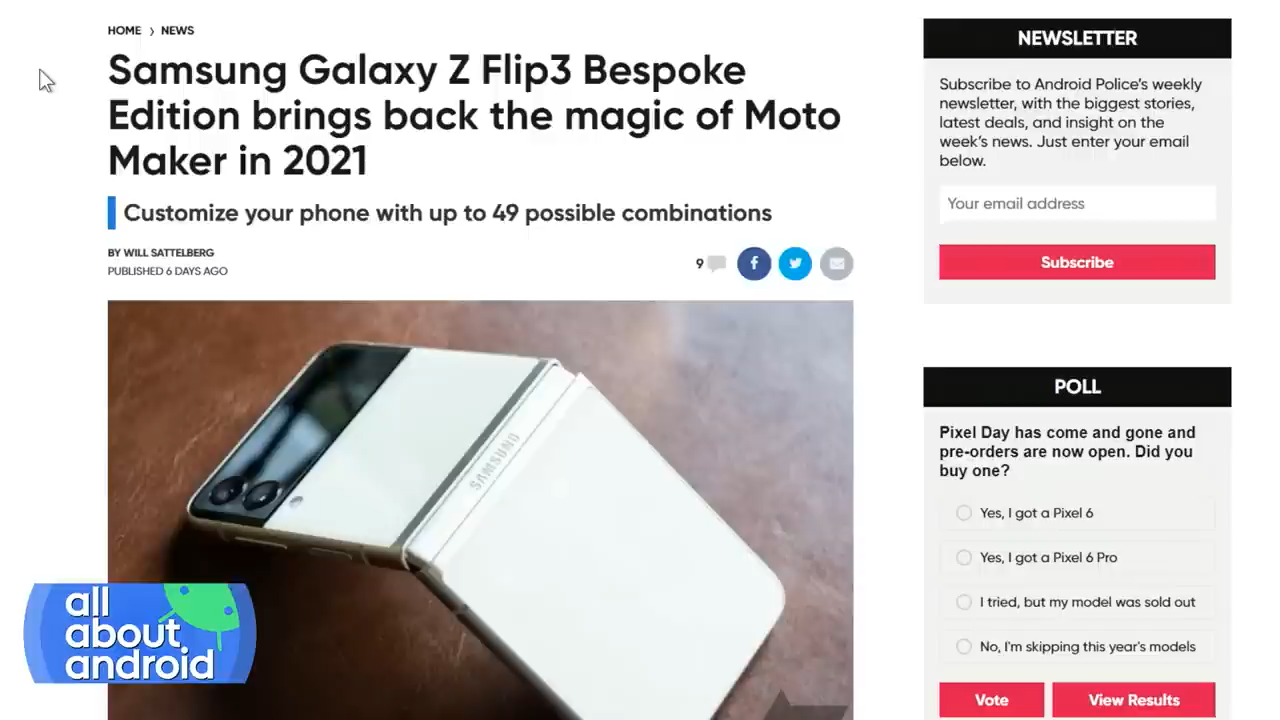 HOME > NEWS
Samsung Galaxy Z Flip3 Bespoke
Edition brings back the magic of Moto
Maker in 2021
Customize your phone with up to 49 possible combinations
BY WILL SATTELBERG
PUBLISHED 6 DAYS AGO
9
SAMSUNG
all
about
android
NEWSLETTER
Subscribe to Android Police's weekly
newsletter, with the biggest stories,
latest deals, and insight on the
week's news. Just enter your email
below.
Your email address
Subscribe
POLL
Pixel Day has come and gone and
pre-orders are now open. Did you
buy one?
Yes, I got a Pixel 6
Yes, I got a Pixel 6 Pro
I tried, but my model was sold out
No, I'm skipping this year's models
Vote
View Results